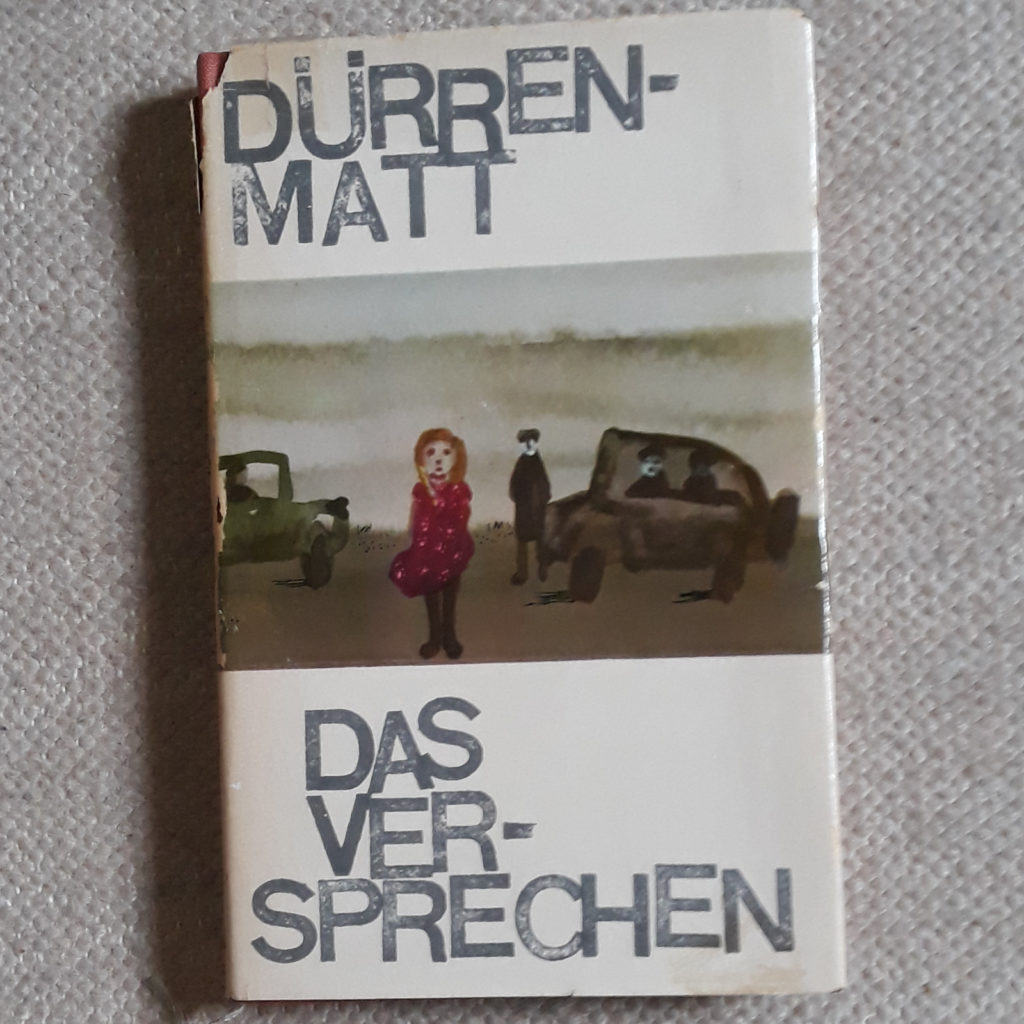 DÜRREN-
MATT
DAS
VER-
SPRECHEN